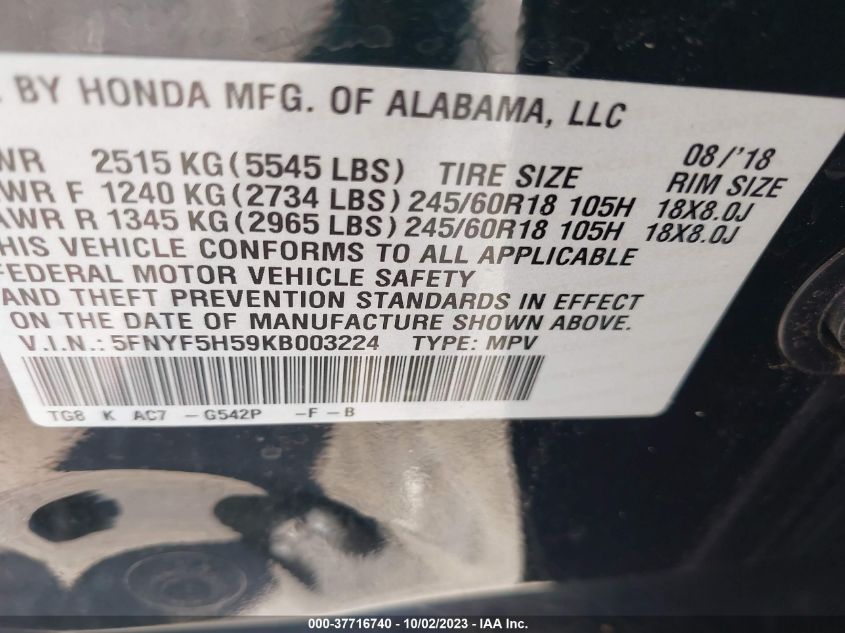 BY HONDA MFG. OF ALABAMA, LLC
08/'18
WR 2515 KG (5545 LBS) TIRE SIZE RIM SIZE
WR F 1240 KG (2734 LBS) 245/60R18 105H 18X8.0J
AWR R 1345 KG (2965 LBS) 245/60R18 105H 18X8.0J
HIS VEHICLE CONFORMS TO ALL APPLICABLE
FEDERAL MOTOR VEHICLE SAFETY
AND THEFT PREVENTION STANDARDS IN EFFECT
ON THE DATE OF MANUFACTURE SHOWN ABOVE.
V.I.N.: 5FNYF5H59KB003224 TYPE: MPV
TG8 K AC7 -G542P -F-B
000-37716740 - 10/02/2023 - IAA Inc.